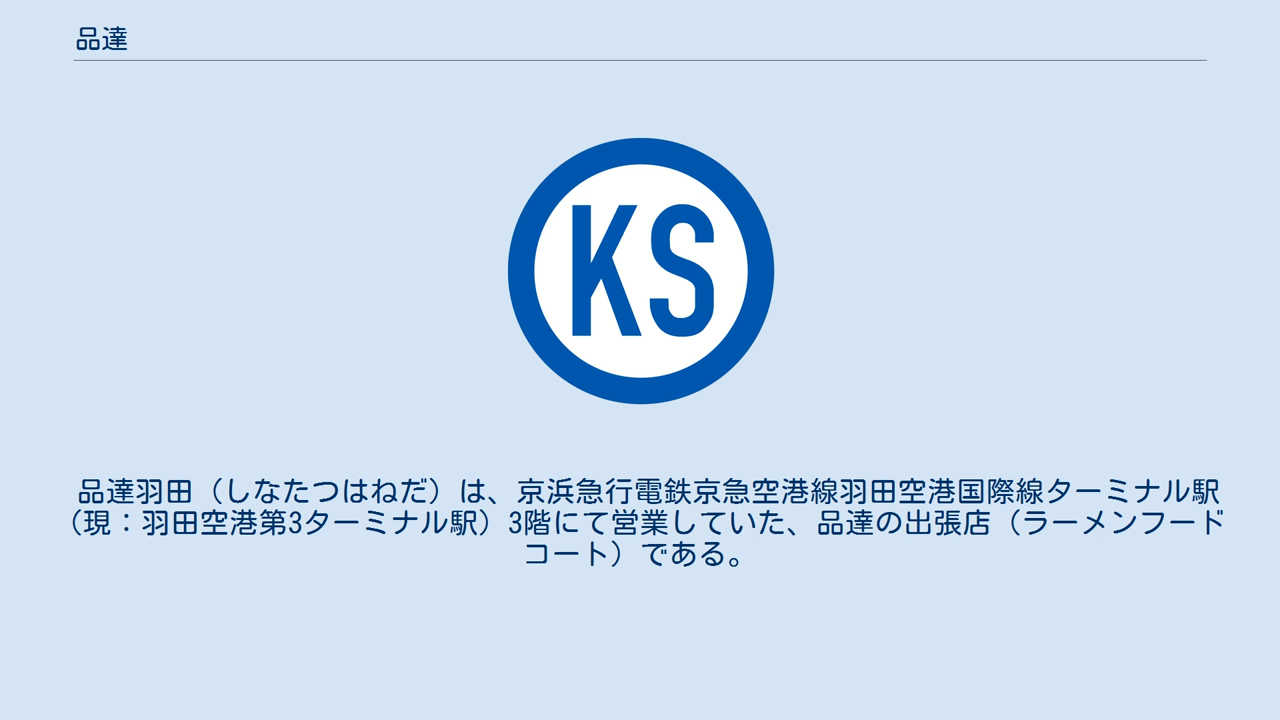 品達
KS
品達羽田（しなたつはねだ）は、京浜急行電鉄京急空港線羽田空港国際線ターミナル駅
（現：羽田空港第3ターミナル駅）3階にて営業していた、品達の出張店（ラーメンフード
コート）である。